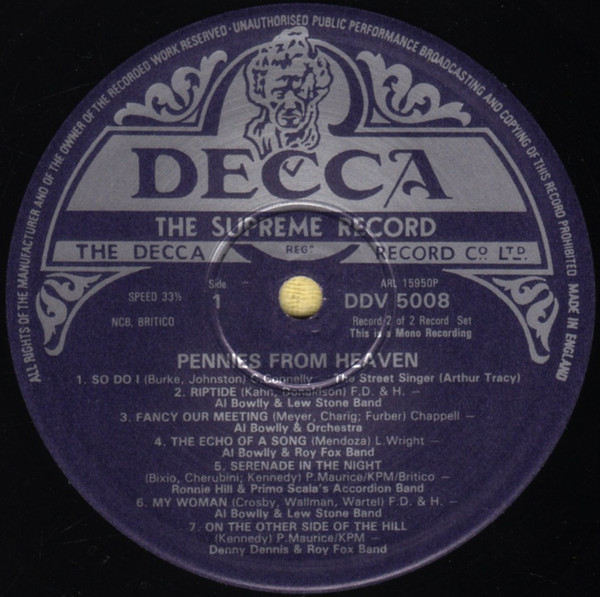 ALL RIGHTS OF THE MANUFACTURER AND OF THE OWNER OF THE RECORDED WORK RESERVED · UNAUTHORISED PUBLIC PERFORMANCE BROADCASTING AND COPYING OF THIS RECORD PROHIBITED MADE IN ENGLAND
DECCA
THE SUPREME RECORD
THE DECCA REGD RECORD CO. LTD.
SPEED 33⅓ Side 1 ARL 15950P
DDV 5008
NCB, BRITICO
Record 2 of 2 Record Set
This is a Mono Recording
PENNIES FROM HEAVEN
1. SO DO I (Burke, Johnston) C.Connelly — The Street Singer (Arthur Tracy)
2. RIPTIDE (Kahn, Donaldson) F.D. & H. —
Al Bowlly & Lew Stone Band
3. FANCY OUR MEETING (Meyer, Charig; Furber) Chappell —
Al Bowlly & Orchestra
4. THE ECHO OF A SONG (Mendoza) L.Wright —
Al Bowlly & Roy Fox Band
5. SERENADE IN THE NIGHT
(Bixio, Cherubini; Kennedy) P.Maurice/KPM/Britico —
Ronnie Hill & Primo Scala's Accordion Band
6. MY WOMAN (Crosby, Wallman, Wartel) F.D. & H. —
Al Bowlly & Lew Stone Band
7. ON THE OTHER SIDE OF THE HILL
(Kennedy) P.Maurice/KPM —
Denny Dennis & Roy Fox Band